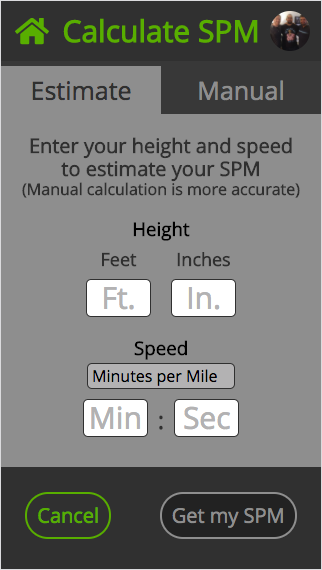 Calculate SPM
Estimate
Manual
Enter your height and speed
to estimate your SPM
(Manual calculation is more accurate)
Height
Feet
Inches
Ft.
In.
Speed
Minutes per Mile
Min : Sec
Cancel
Get my SPM